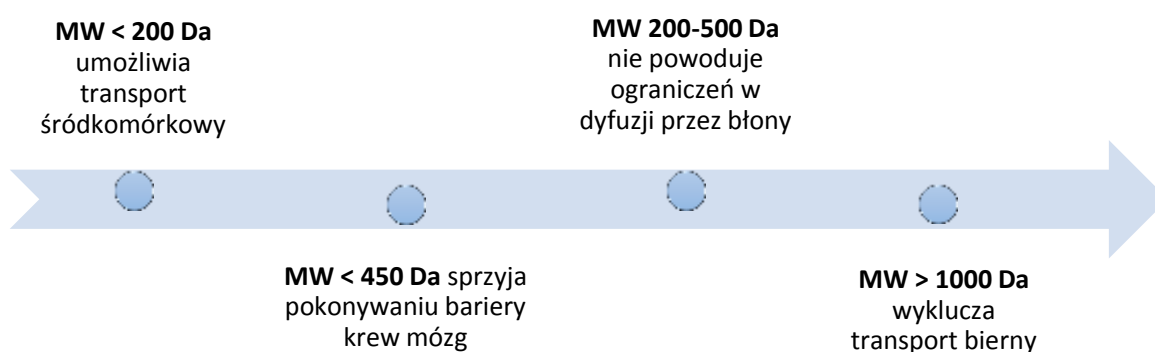 MW < 200 Da
umożliwia
transport
śródkomórkowy
MW < 450 Da sprzyja
pokonywaniu bariery
krew mózg
MW 200-500 Da
nie powoduje
ograniczeń w
dyfuzji przez błony
MW > 1000 Da
wyklucza
transport bierny